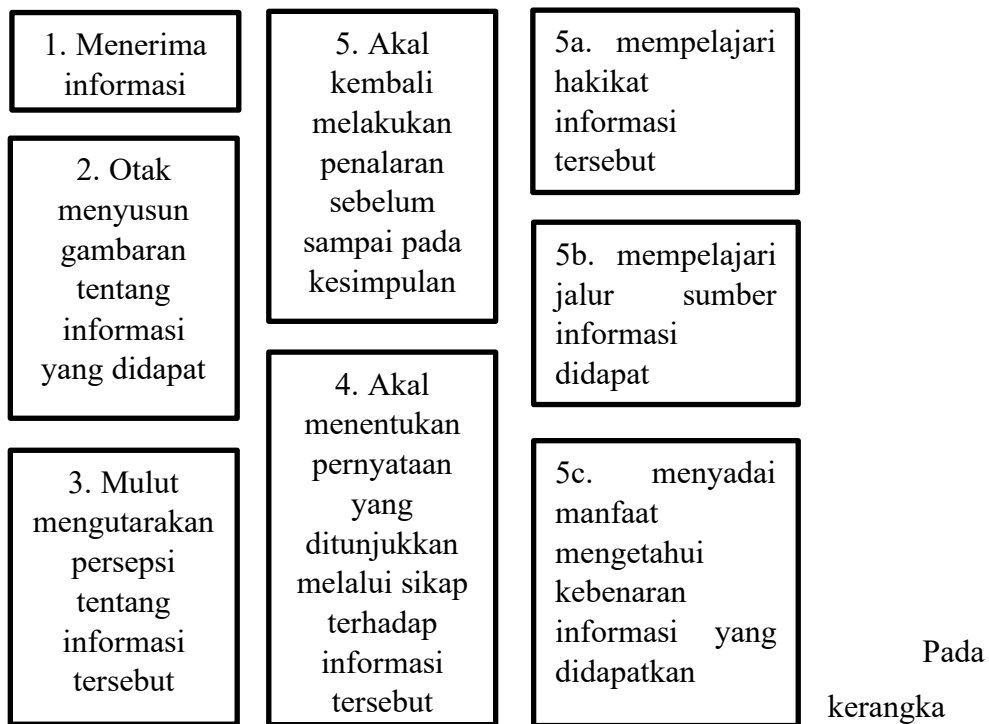 1. Menerima
informasi
2. Otak
menyusun
gambaran
tentang
informasi
yang didapat
3. Mulut
mengutarakan
persepsi
tentang
informasi
tersebut
5. Akal
kembali
melakukan
penalaran
sebelum
sampai pada
kesimpulan
4. Akal
menentukan
pernyataan
yang
ditunjukkan
melalui sikap
terhadap
informasi
tersebut
5a. mempelajari
hakikat
informasi
tersebut
5b. mempelajari
jalur sumber
informasi
didapat
5c. menyadai
manfaat
mengetahui
kebenaran
informasi yang
didapatkan
Pada
kerangka